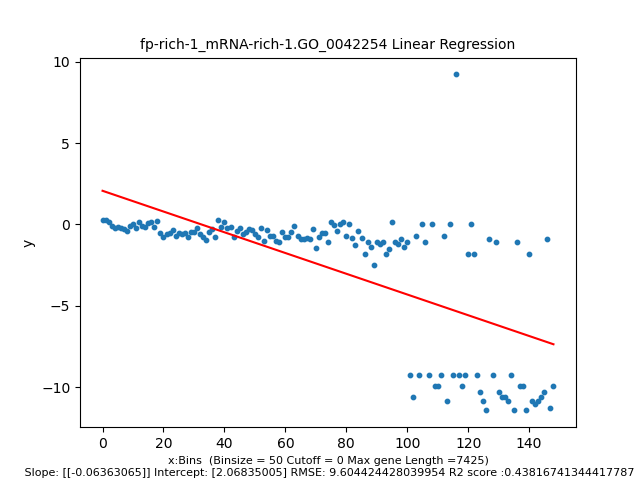 fp-rich-1_mRNA-rich-1.GO_0042254 Linear Regression
10
5
0
−5
−10
y
0 20 40 60 80 100 120 140
x:Bins (Binsize = 50 Cutoff = 0 Max gene Length =7425)
Slope: [[-0.06363065]] Intercept: [2.06835005] RMSE: 9.604424428039954 R2 score :0.43816741344417787